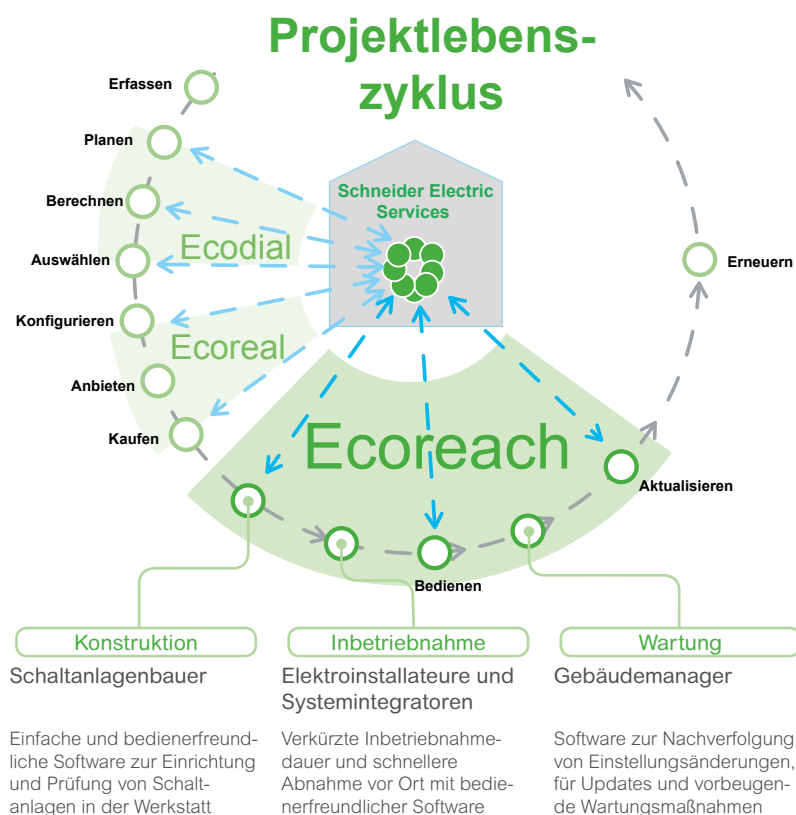 Projektlebens-
zyklus
Erfassen
Planen
Berechnen
Auswählen
Konfigurieren
Anbieten
Kaufen
Schneider Electric
Services
Ecodial
Ecoreal
Ecoreach
Erneuern
Aktualisieren
Bedienen
Konstruktion
Schaltanlagenbauer
Einfache und bedienerfreund-
liche Software zur Einrichtung
und Prüfung von Schalt-
anlagen in der Werkstatt
Inbetriebnahme
Elektroinstallateure und
Systemintegratoren
Verkürzte Inbetriebnahme-
dauer und schnellere
Abnahme vor Ort mit bedie-
nerfreundlicher Software
Wartung
Gebäudemanager
Software zur Nachverfolgung
von Einstellungsänderungen,
für Updates und vorbeugen-
de Wartungsmaßnahmen